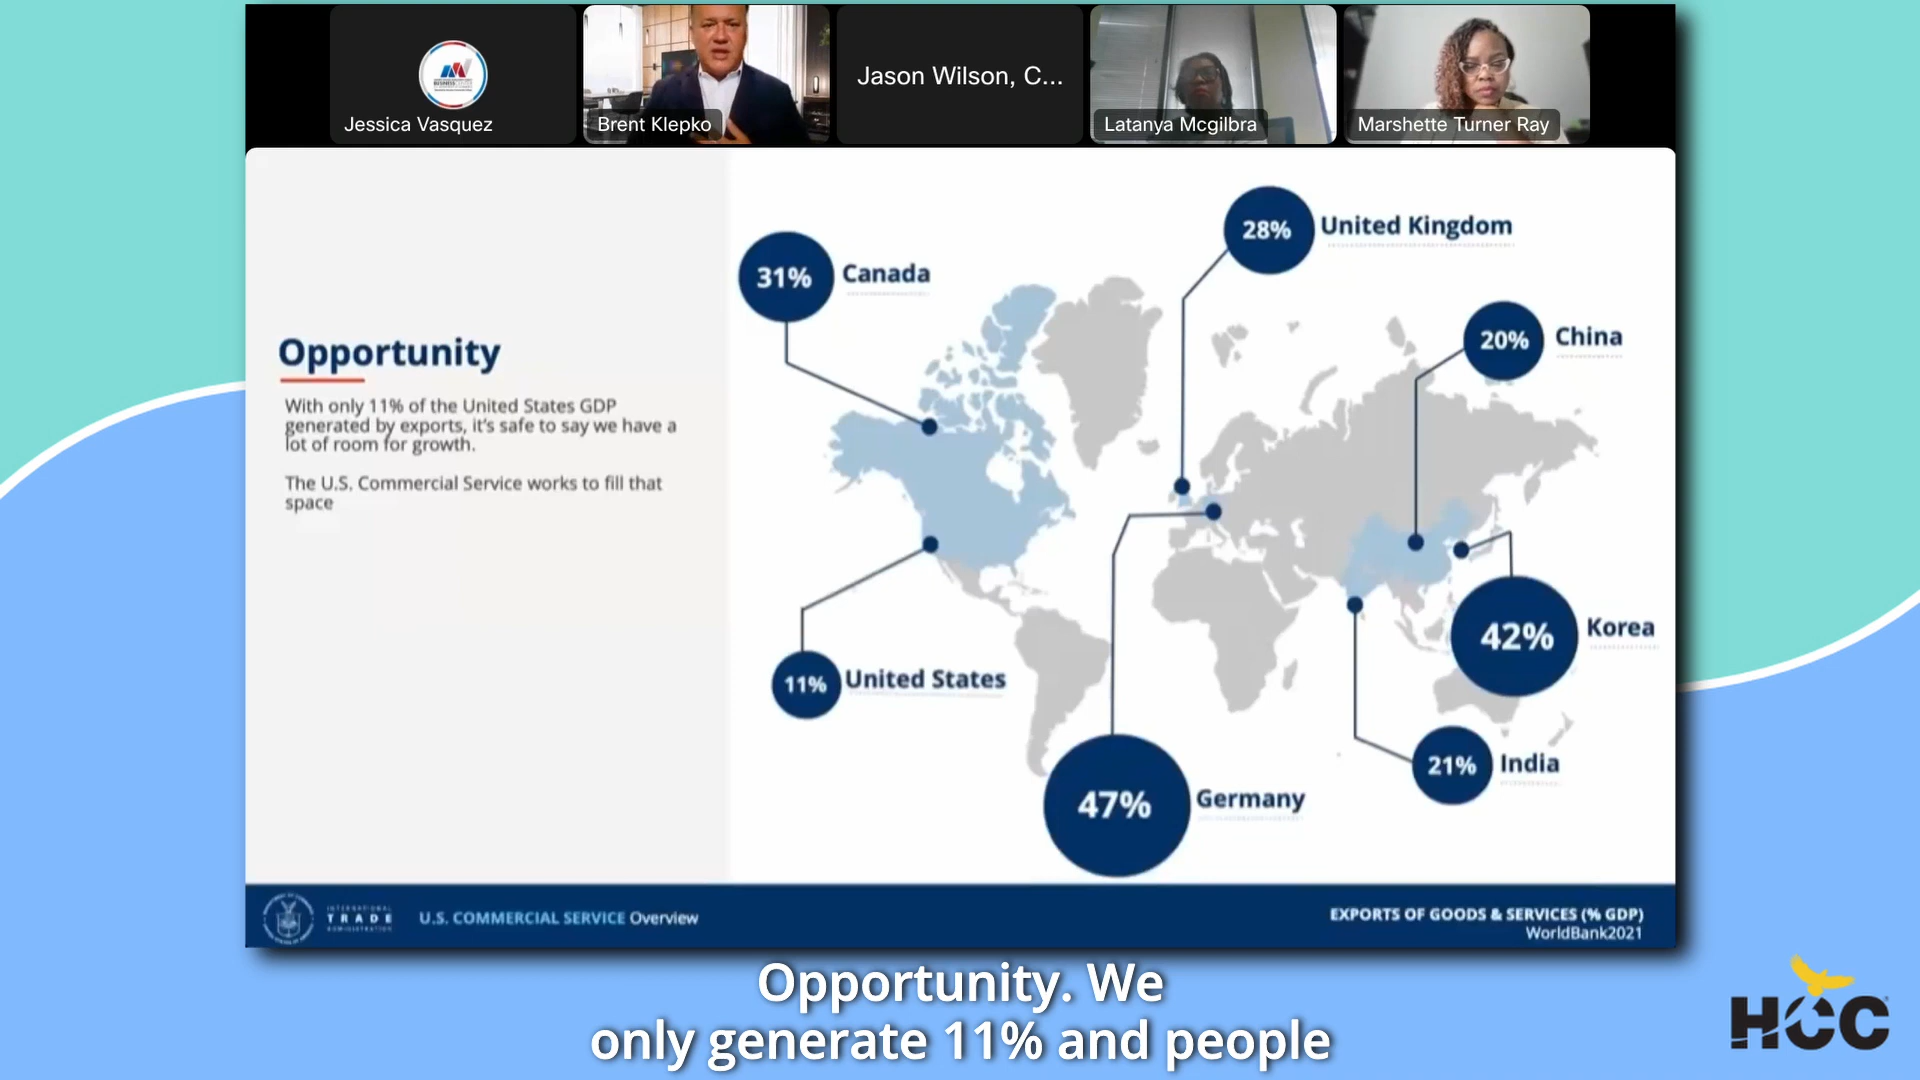 Jessica Vasquez
Brent Klepko
Jason Wilson, C...
Latanya Mcgilbra
Marshette Turner Ray
28%
United Kingdom
31%
Canada
20%
China
Opportunity
With only 11% of the United States GDP
generated by exports, it's safe to say we have a
lot of room for growth.
The U.S. Commercial Service works to fill that
space
42%
Korea
11%
United States
21%
India
47%
Germany
INTERNATIONAL
TRADE
ADMINISTRATION
U.S. COMMERCIAL SERVICE Overview
EXPORTS OF GOODS & SERVICES (% GDP)
WorldBank2021
Opportunity. We
only generate 11% and people
HCC